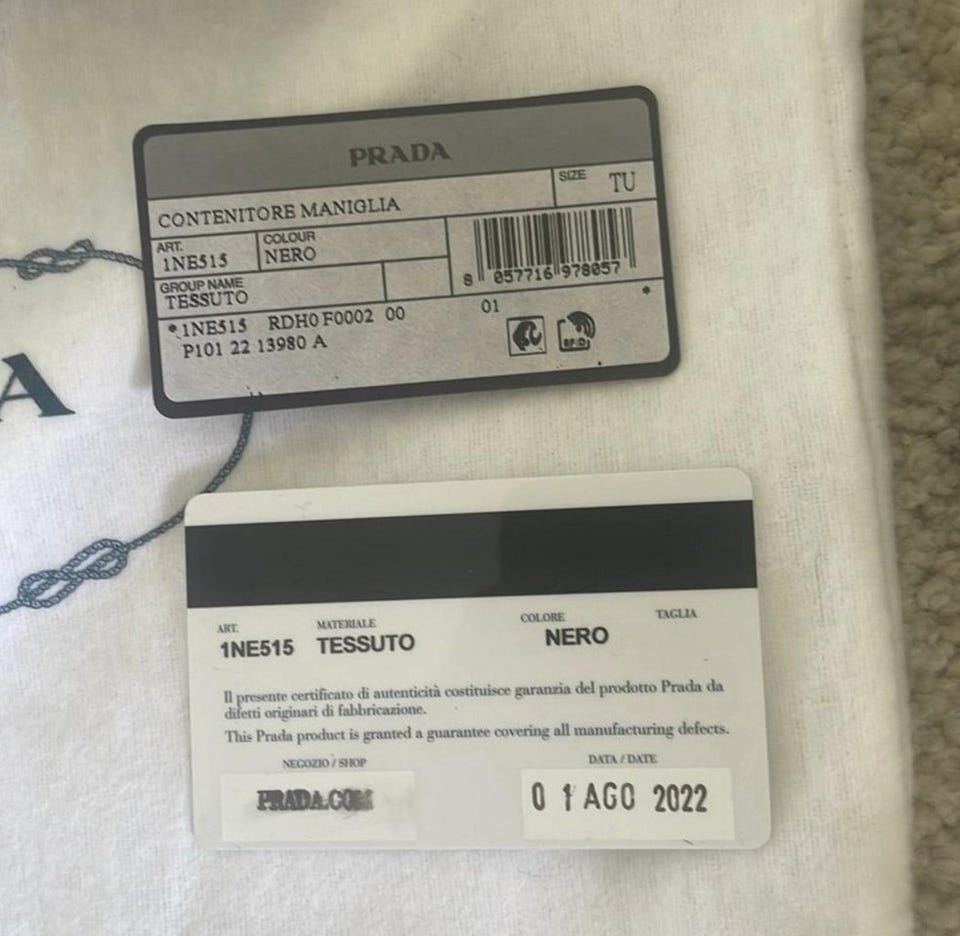 PRADA
CONTENITORE MANIGLIA
SIZE TU
ART. COLOUR
1NE515 NERO
GROUP NAME
TESSUTO
8 057716 978057
*1NE515 RDH0 F0002 00 01 *
P101 22 13980 A
RFID
A
ART. MATERIALE COLORE TAGLIA
1NE515 TESSUTO NERO
Il presente certificato di autenticità costituisce garanzia del prodotto Prada da
difetti originari di fabbricazione.
This Prada product is granted a guarantee covering all manufacturing defects.
NEGOZIO / SHOP DATA / DATE
PRADA.COM 0 1 AGO 2022